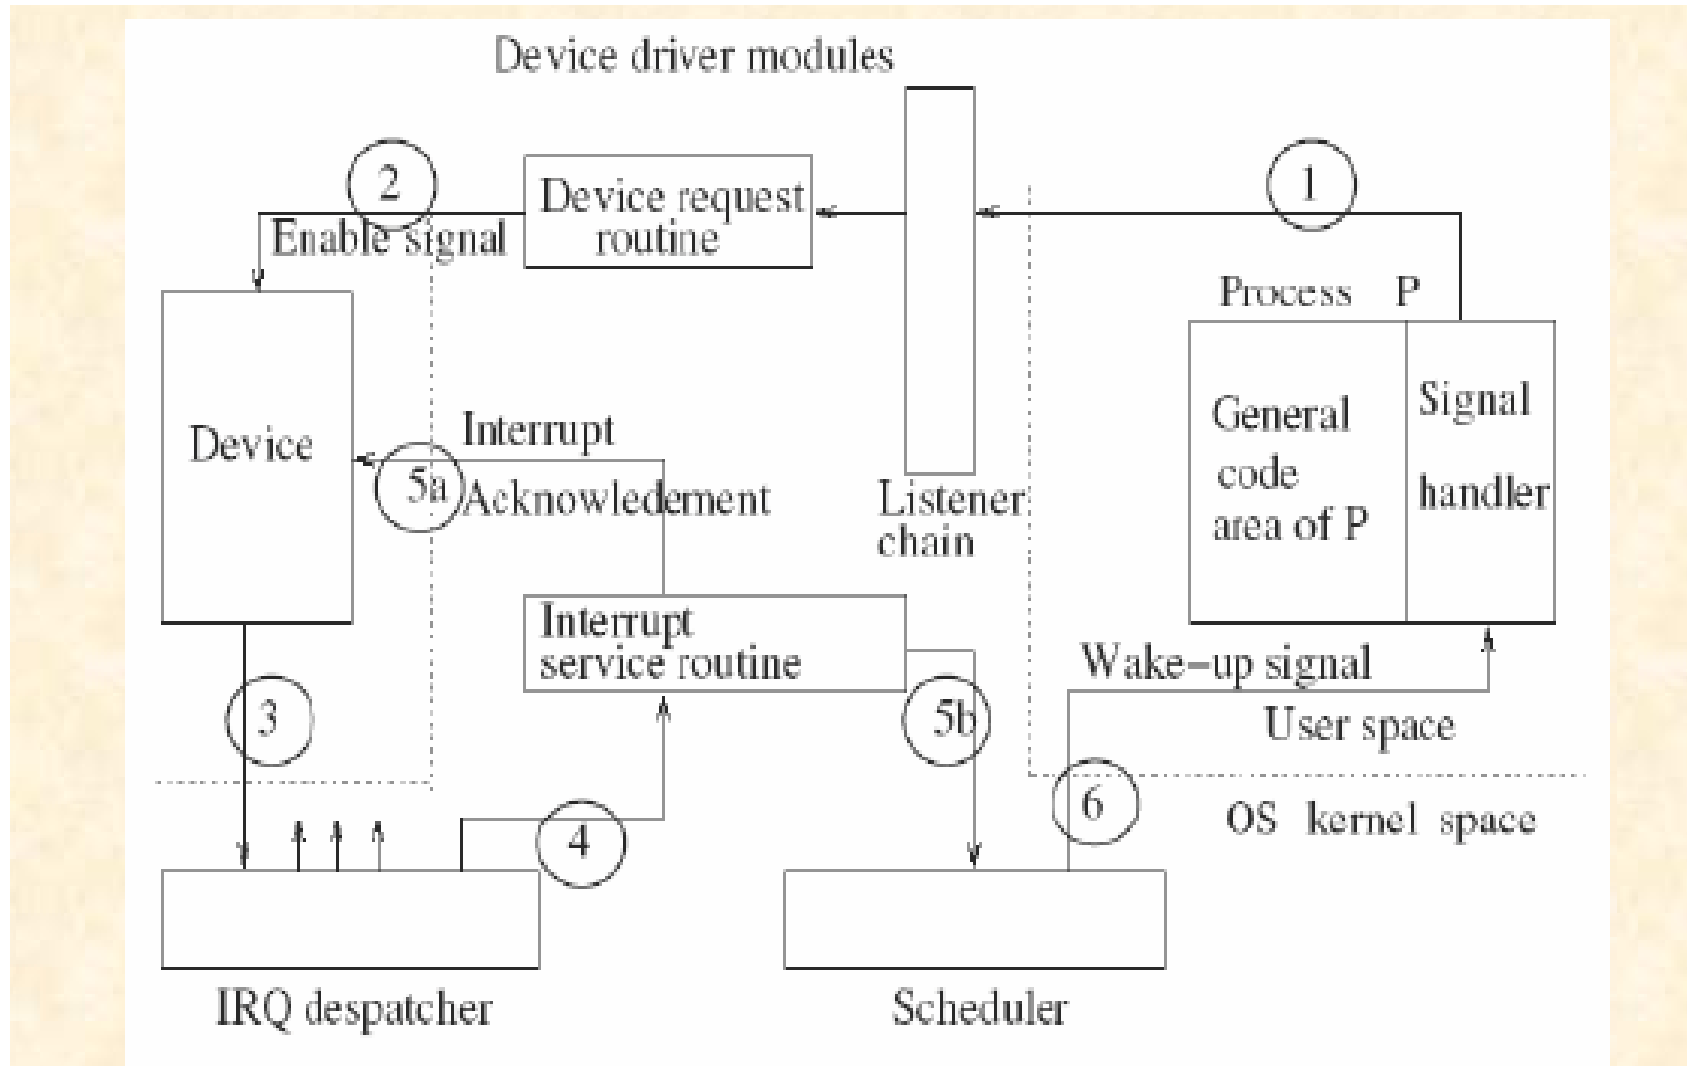 Device driver modules
2
1
Device request
routine
Enable signal
Process P
Device
Interrupt
5a
Acknowledement
Listener
chain
General
code
area of P
Signal
handler
Interrupt
service routine
Wake-up signal
User space
3
5b
4
6
OS kernel space
IRQ despatcher
Scheduler